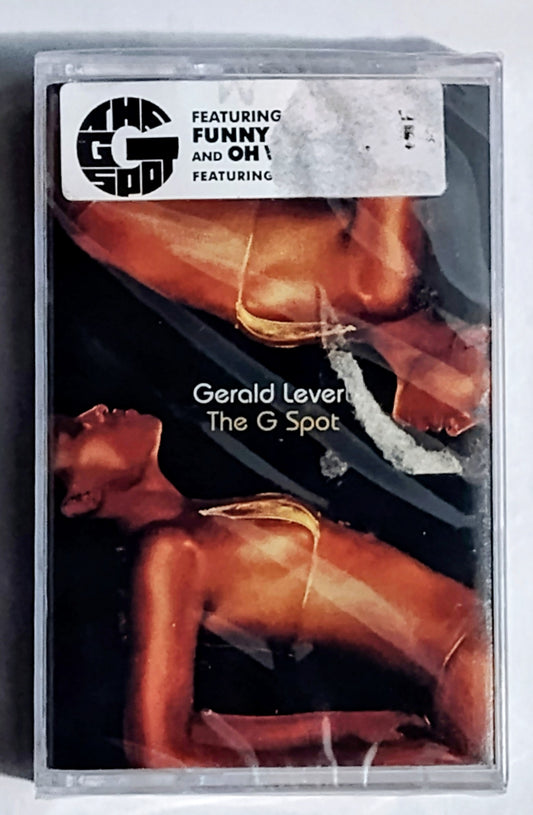 THE
G
SPOT
FEATURING
FUNNY
AND OH
FEATURING
Gerald Levert
The G Spot